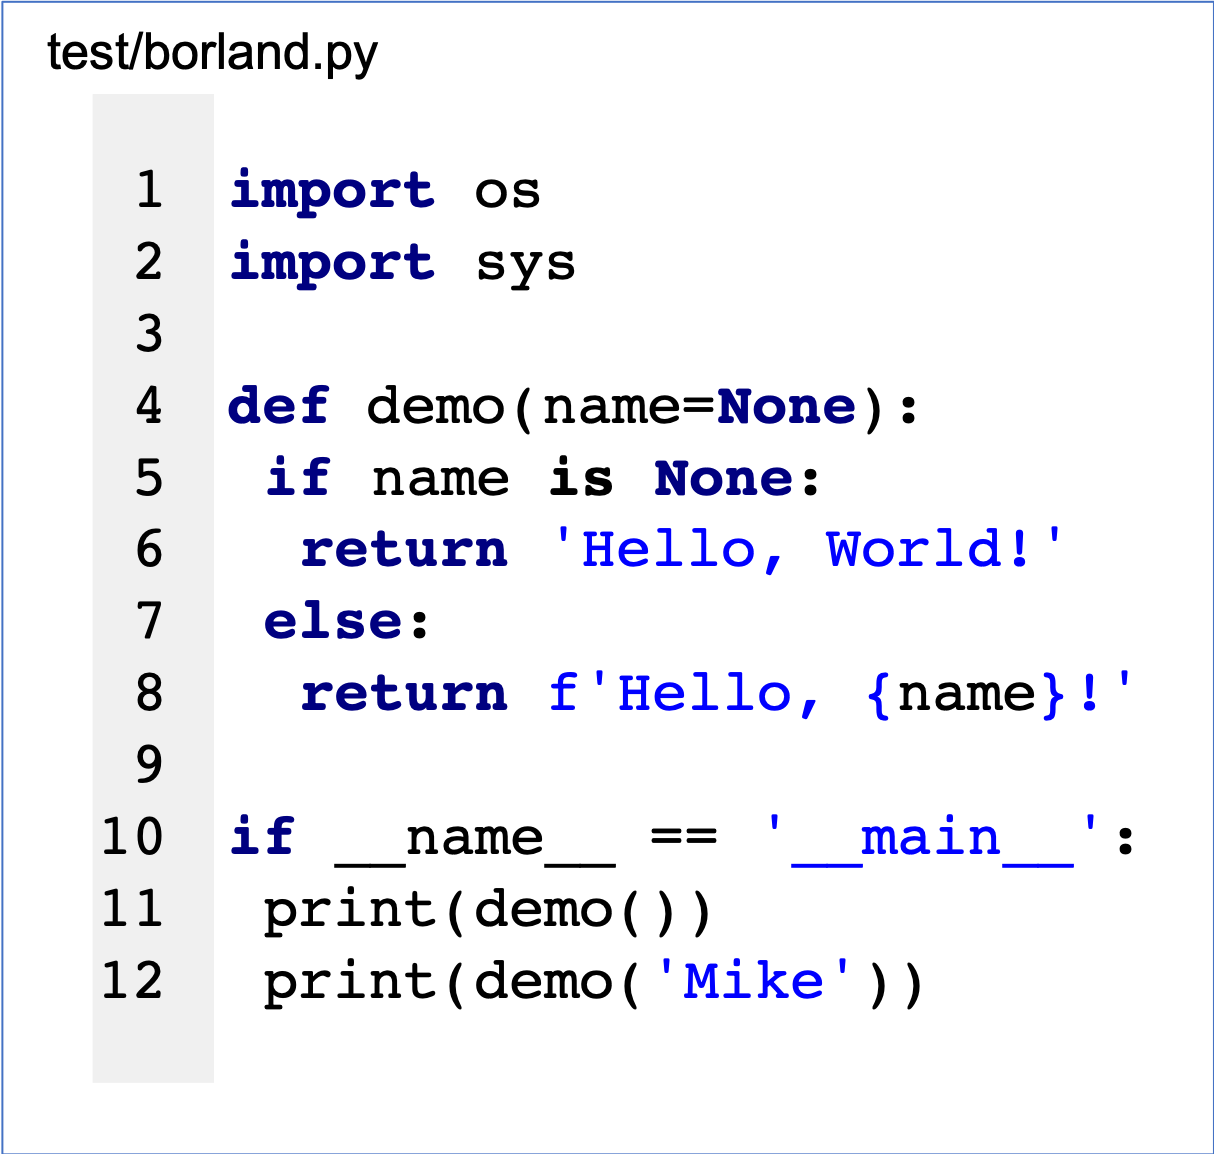 test/borland.py
1 import os
2 import sys
3
4 def demo(name=None):
5  if name is None:
6   return 'Hello, World!'
7  else:
8   return f'Hello, {name}!'
9
10 if __name__ == '__main__':
11  print(demo())
12  print(demo('Mike'))